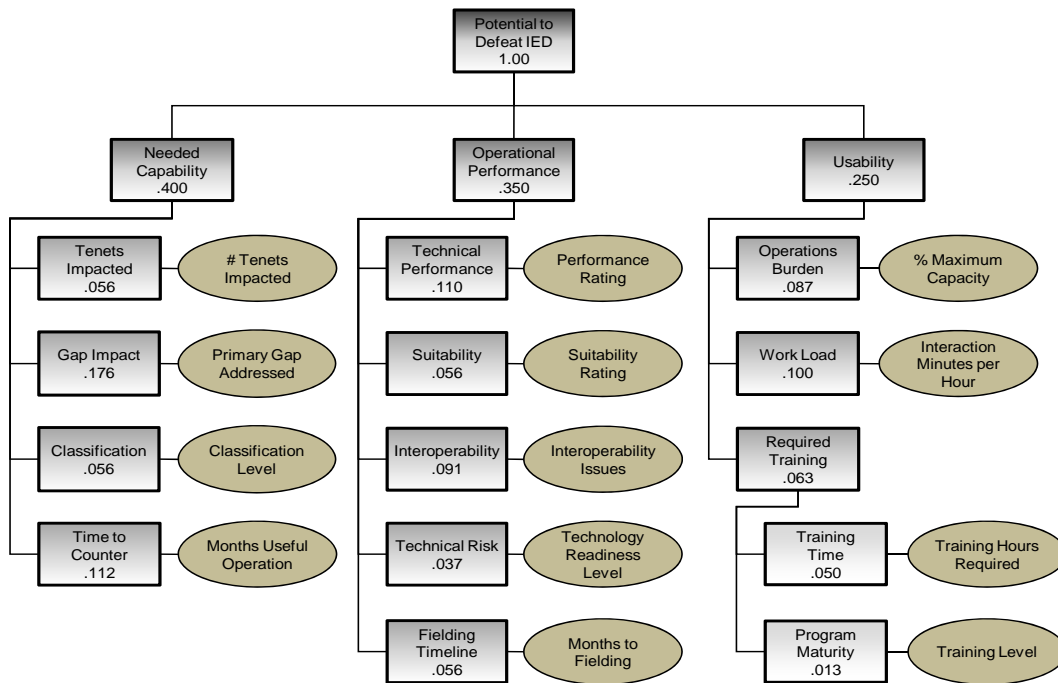 Potential to
Defeat IED
1.00
Needed
Capability
.400
Operational
Performance
.350
Usability
.250
Tenets
Impacted
.056
# Tenets
Impacted
Gap Impact
.176
Primary Gap
Addressed
Classification
.056
Classification
Level
Time to
Counter
.112
Months Useful
Operation
Technical
Performance
.110
Performance
Rating
Suitability
.056
Suitability
Rating
Interoperability
.091
Interoperability
Issues
Technical Risk
.037
Technology
Readiness
Level
Fielding
Timeline
.056
Months to
Fielding
Operations
Burden
.087
% Maximum
Capacity
Work Load
.100
Interaction
Minutes per
Hour
Required
Training
.063
Training
Time
.050
Training Hours
Required
Program
Maturity
.013
Training Level